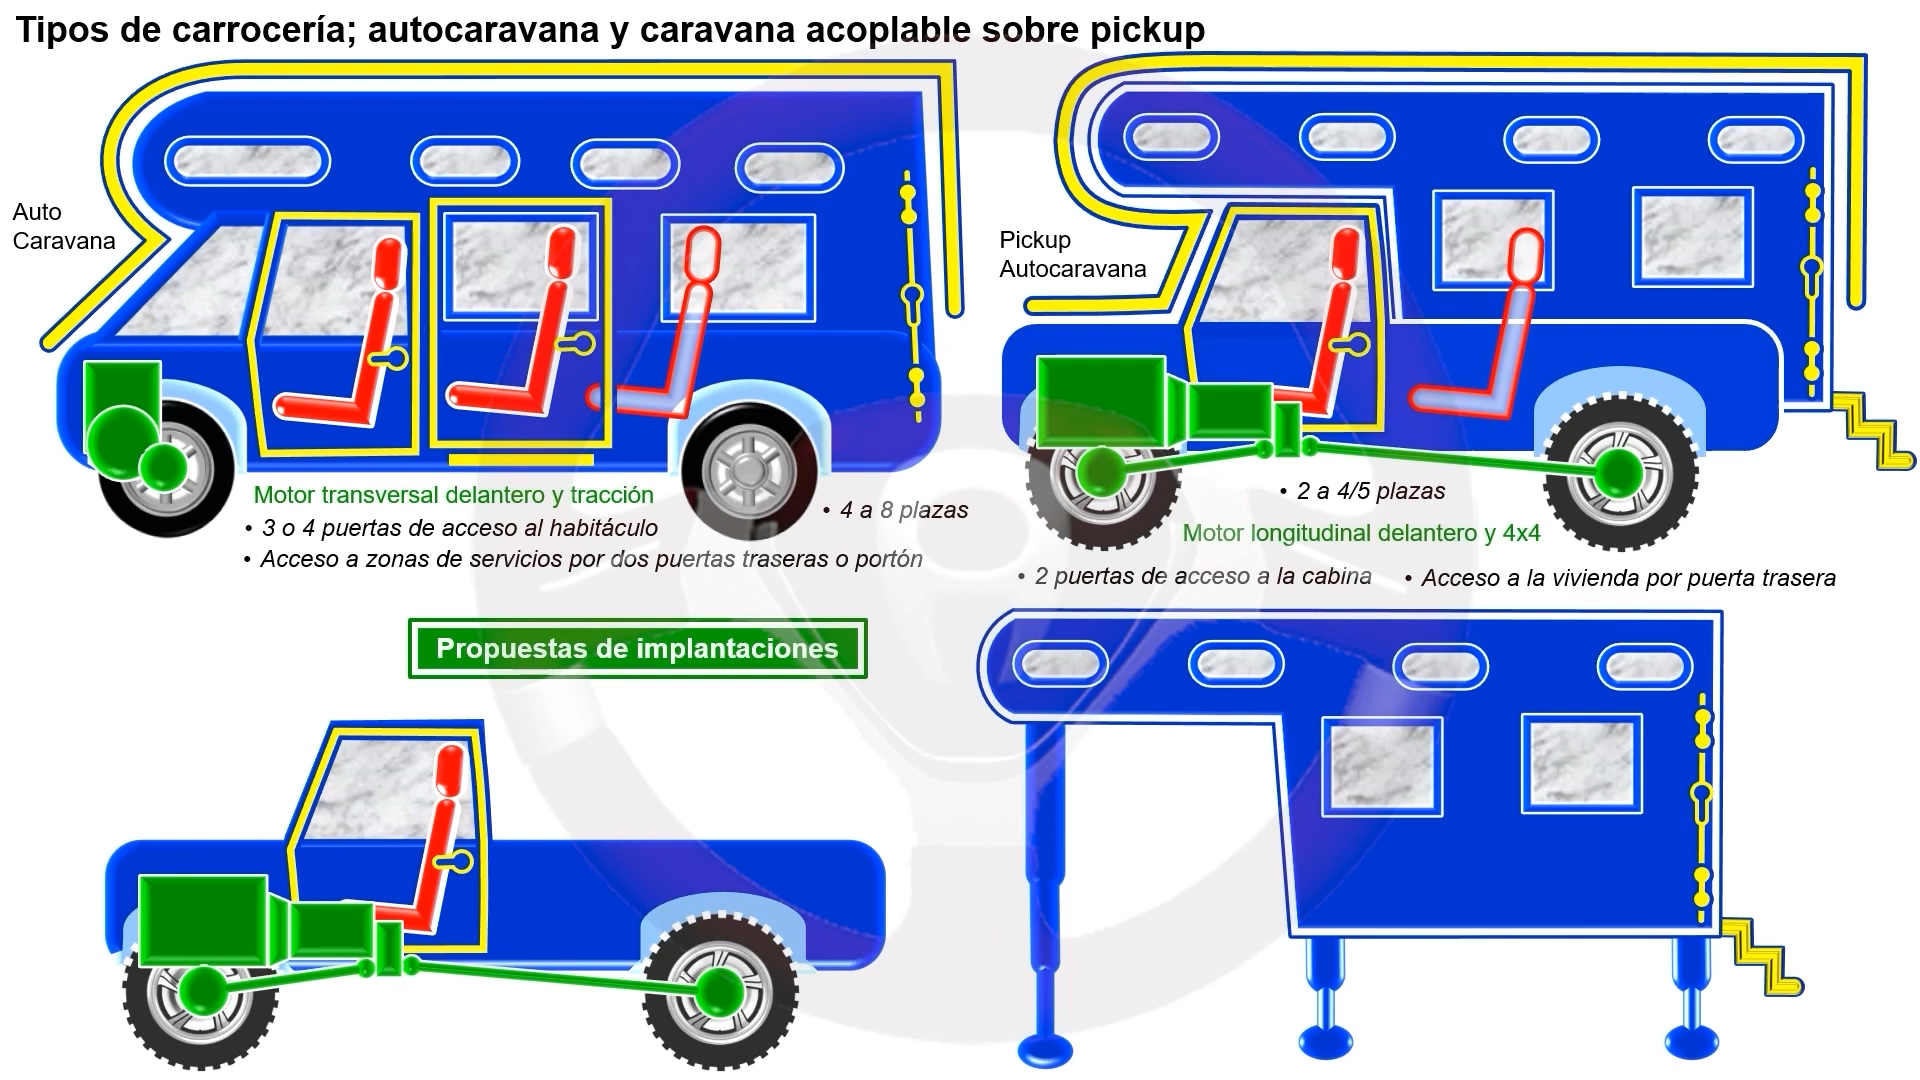 Tipos de carrocería; autocaravana y caravana acoplable sobre pickup
Auto
Caravana
Motor transversal delantero y tracción
• 3 o 4 puertas de acceso al habitáculo
• 4 a 8 plazas
• Acceso a zonas de servicios por dos puertas traseras o portón
Pickup
Autocaravana
• 2 a 4/5 plazas
Motor longitudinal delantero y 4x4
• 2 puertas de acceso a la cabina
• Acceso a la vivienda por puerta trasera
Propuestas de implantaciones